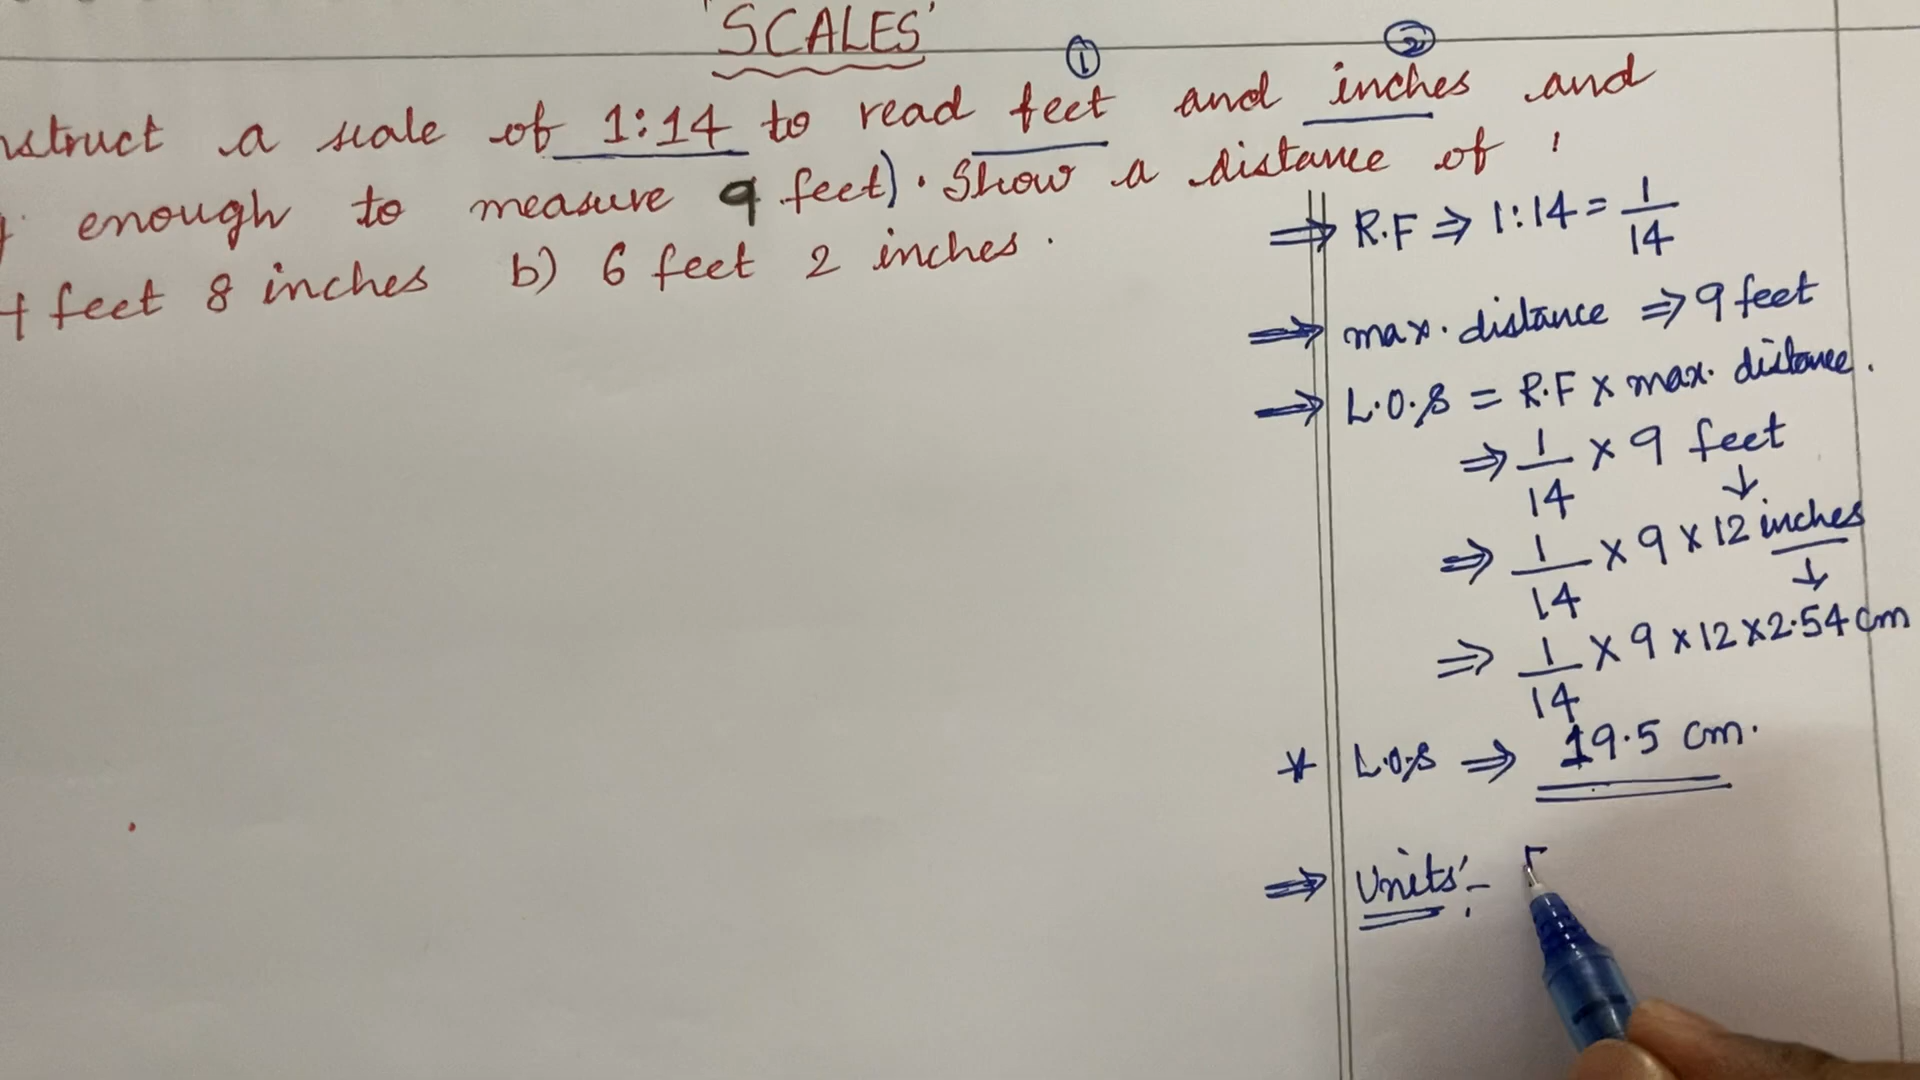 'SCALES'
① ②
nstruct a scale of 1:14 to read feet and inches and
enough to measure 9 feet). Show a distance of
feet 8 inches b) 6 feet 2 inches.
⇒ R.F ⇒ 1:14 = 1/14
⇒ max. distance ⇒ 9 feet
⇒ L.O.S = R.F x max. distance.
⇒ 1/14 x 9 feet
↓
⇒ 1/14 x 9 x 12 inches
↓
⇒ 1/14 x 9 x 12 x 2.54 cm
* L.O.S ⇒ 19.5 cm.
⇒ Units:-